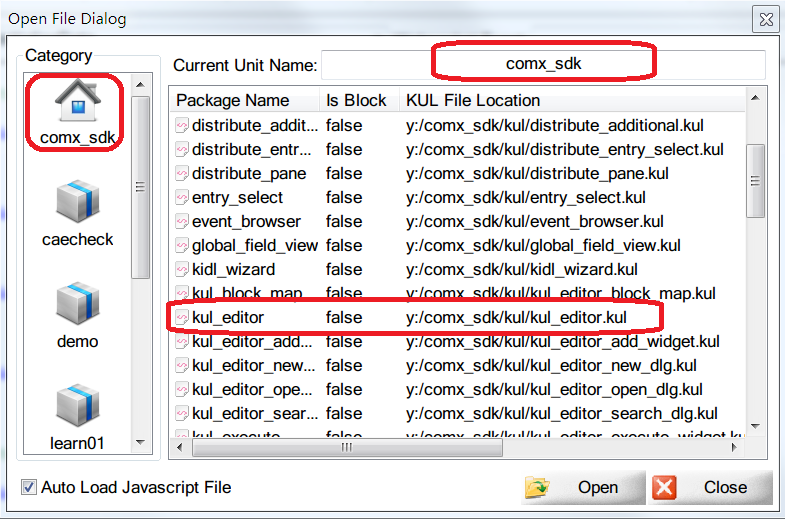 Open File Dialog
Category
Current Unit Name: comx_sdk
comx_sdk
caecheck
demo
learn01
Package Name Is Block KUL File Location
distribute_addit... false y:/comx_sdk/kul/distribute_additional.kul
distribute_entr... false y:/comx_sdk/kul/distribute_entry_select.kul
distribute_pane false y:/comx_sdk/kul/distribute_pane.kul
entry_select false y:/comx_sdk/kul/entry_select.kul
event_browser false y:/comx_sdk/kul/event_browser.kul
global_field_view false y:/comx_sdk/kul/global_field_view.kul
kidl_wizard false y:/comx_sdk/kul/kidl_wizard.kul
kul_block_map false y:/comx_sdk/kul/kul_editor_block_map.kul
kul_editor false y:/comx_sdk/kul/kul_editor.kul
kul_editor_add... false y:/comx_sdk/kul/kul_editor_add_widget.kul
kul_editor_new... false y:/comx_sdk/kul/kul_editor_new_dlg.kul
kul_editor_ope... false y:/comx_sdk/kul/kul_editor_open_dlg.kul
kul_editor_sear... false y:/comx_sdk/kul/kul_editor_search_dlg.kul
kul_execute false y:/comx_sdk/kul/kul_editor_execute_widget.ku
Auto Load Javascript File
Open
Close